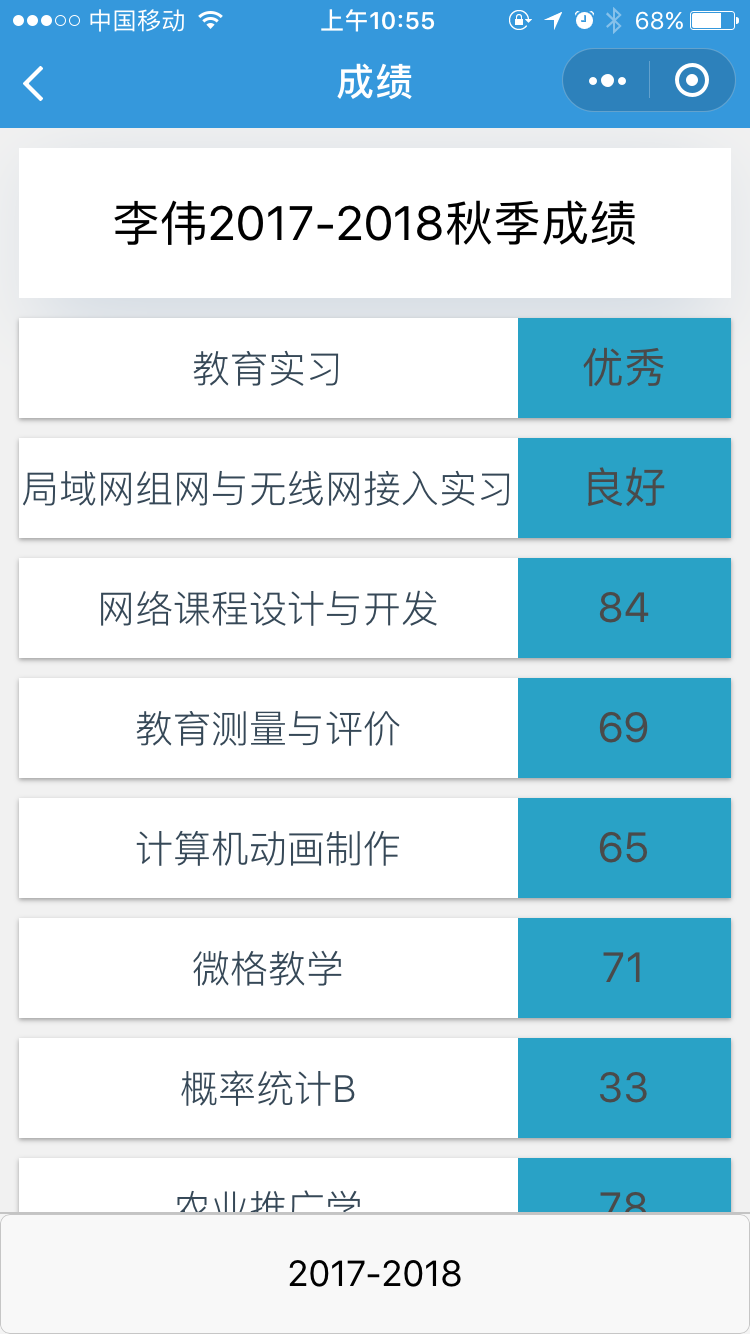 中国移动 上午10:55 68%
成绩
李伟2017-2018秋季成绩
教育实习 优秀
局域网组网与无线网接入实习 良好
网络课程设计与开发 84
教育测量与评价 69
计算机动画制作 65
微格教学 71
概率统计B 33
农业推广学 78
2017-2018